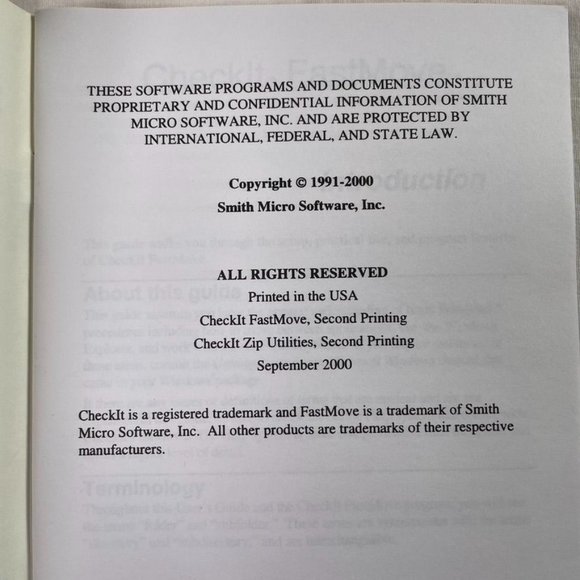 THESE SOFTWARE PROGRAMS AND DOCUMENTS CONSTITUTE
PROPRIETARY AND CONFIDENTIAL INFORMATION OF SMITH
MICRO SOFTWARE, INC. AND ARE PROTECTED BY
INTERNATIONAL, FEDERAL, AND STATE LAW.
Copyright © 1991-2000
Smith Micro Software, Inc.
ALL RIGHTS RESERVED
Printed in the USA
CheckIt FastMove, Second Printing
CheckIt Zip Utilities, Second Printing
September 2000
CheckIt is a registered trademark and FastMove is a trademark of Smith
Micro Software, Inc.  All other products are trademarks of their respective
manufacturers.